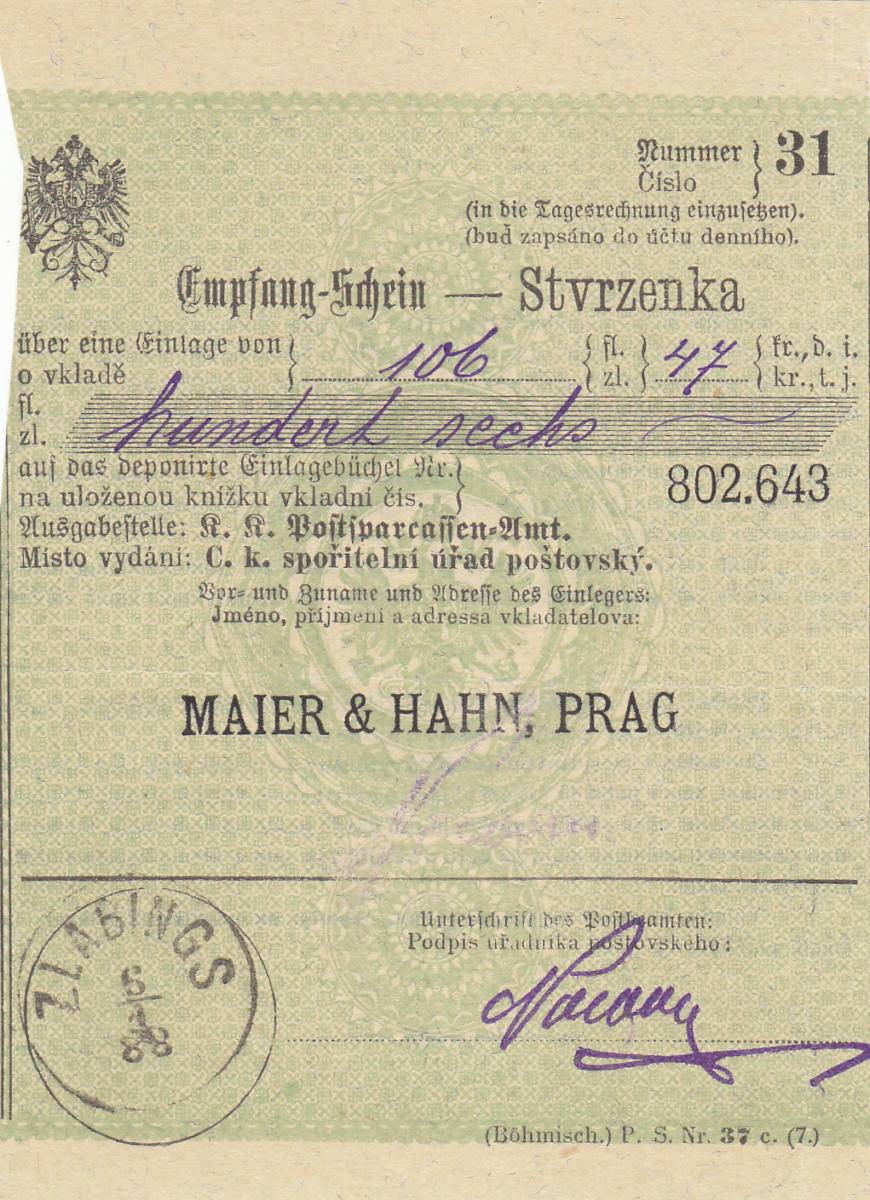 Nummer } 31
Číslo
(in die Tagesrechnung einzusetzen).
(buď zapsáno do účtu denního).
Empfang-Schein — Stvrzenka
über eine Einlage von } 106 { fl. } 47 } kr., d. i.
o vkladě zl. kr., t. j.
fl. hundert sechs
zl.
auf das deponirte Einlagebüchel Nr. } 802.643
na uloženou knížku vkladní čís.
Ausgabestelle: K. K. Postsparcassen-Amt.
Místo vydání: C. k. spořitelní úřad poštovský.
Vor- und Zuname und Adresse des Einlegers:
Jméno, příjmení a adressa vkladatelova:
MAIER & HAHN, PRAG
Unterschrift des Postbeamten:
Podpis úředníka poštovského:
ZLABINGS
88
(Böhmisch.) P. S. Nr. 37 c. (7.)